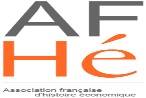 AF
Hé
Association française
d'histoire économique